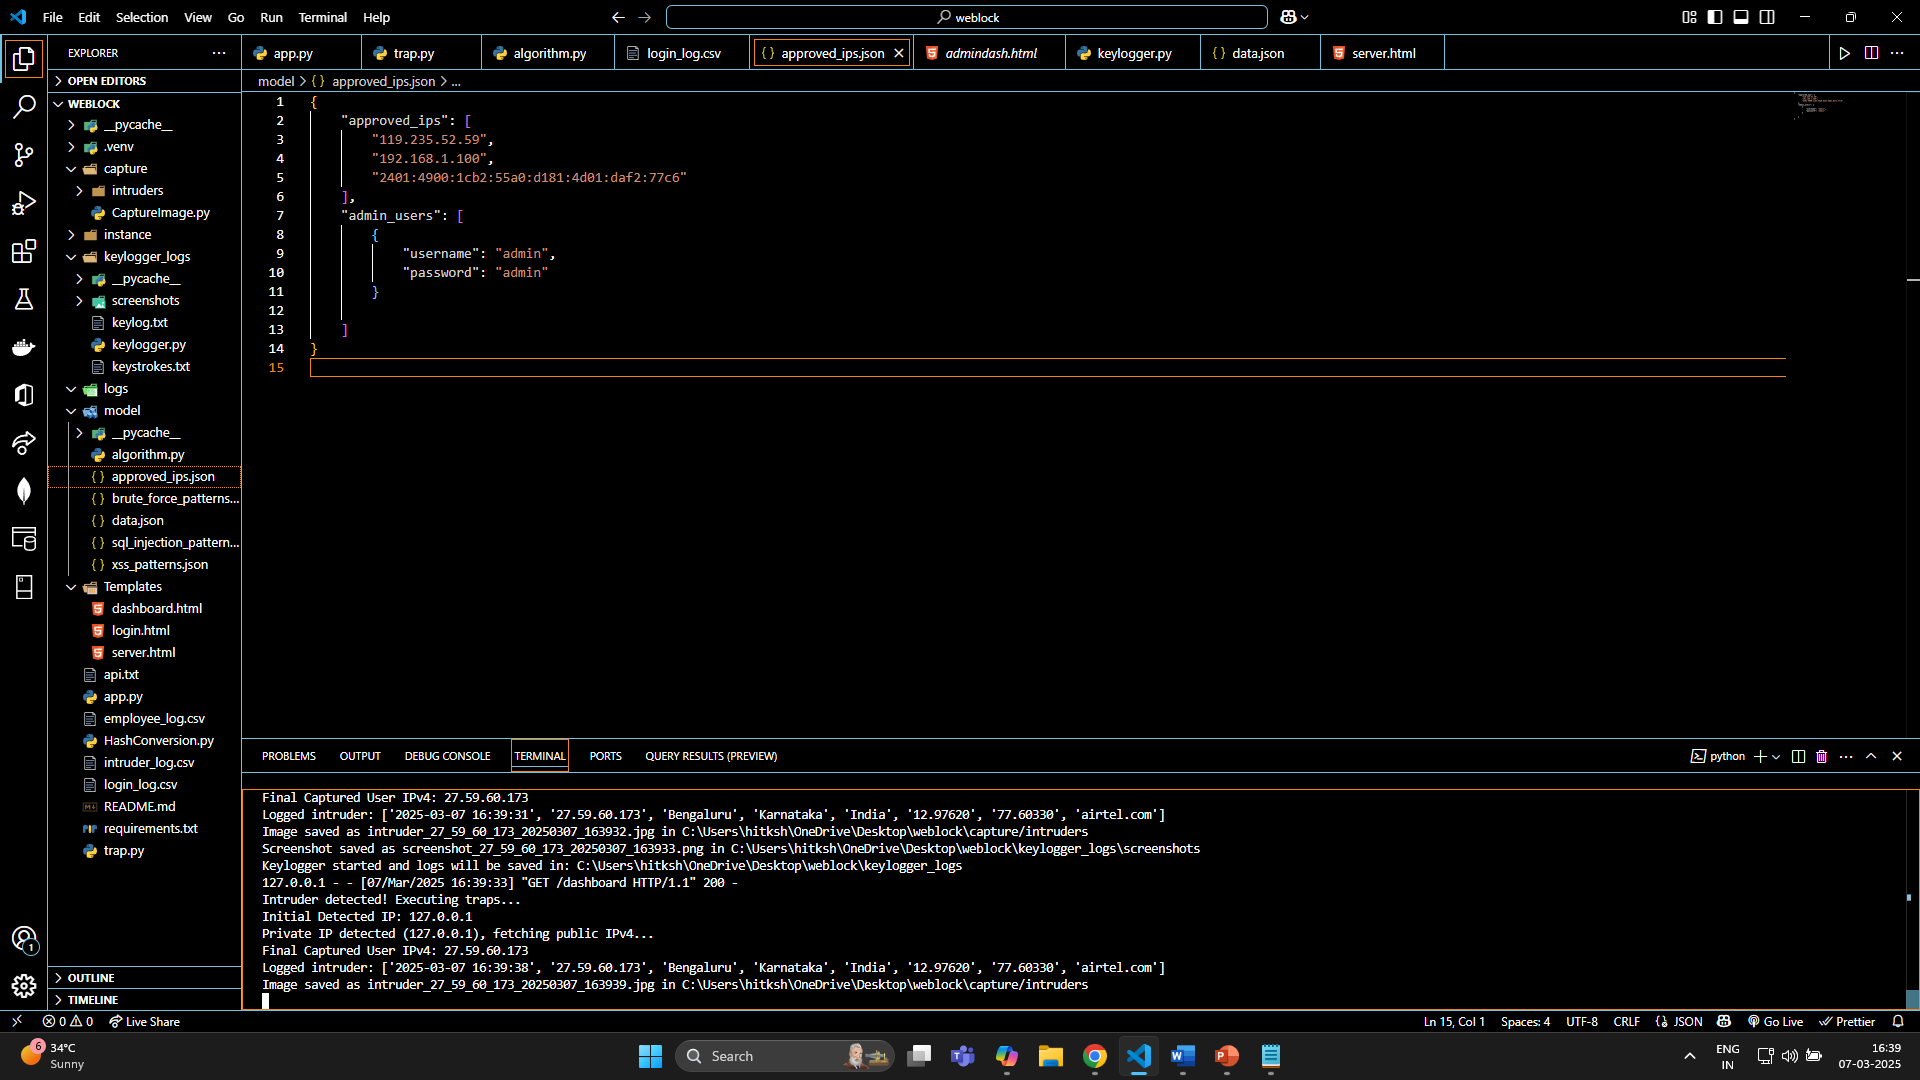 File Edit Selection View Go Run Terminal Help
weblock
EXPLORER
app.py
trap.py
algorithm.py
login_log.csv
approved_ips.json
admindash.html
keylogger.py
data.json
server.html
OPEN EDITORS
model > {} approved_ips.json > ...
WEBLOCK
__pycache__
.venv
capture
intruders
CaptureImage.py
instance
keylogger_logs
__pycache__
screenshots
keylog.txt
keylogger.py
keystrokes.txt
logs
model
__pycache__
algorithm.py
approved_ips.json
brute_force_patterns...
data.json
sql_injection_pattern...
xss_patterns.json
Templates
dashboard.html
login.html
server.html
api.txt
app.py
employee_log.csv
HashConversion.py
intruder_log.csv
login_log.csv
README.md
requirements.txt
trap.py
OUTLINE
TIMELINE
1 {
2 "approved_ips": [
3 "119.235.52.59",
4 "192.168.1.100",
5 "2401:4900:1cb2:55a0:d181:4d01:daf2:77c6"
6 ],
7 "admin_users": [
8 {
9 "username": "admin",
10 "password": "admin"
11 }
12
13 ]
14 }
15
PROBLEMS OUTPUT DEBUG CONSOLE TERMINAL PORTS QUERY RESULTS (PREVIEW)
python
Final Captured User IPv4: 27.59.60.173
Logged intruder: ['2025-03-07 16:39:31', '27.59.60.173', 'Bengaluru', 'Karnataka', 'India', '12.97620', '77.60330', 'airtel.com']
Image saved as intruder_27_59_60_173_20250307_163932.jpg in C:\Users\hitksh\OneDrive\Desktop\weblock\capture/intruders
Screenshot saved as screenshot_27_59_60_173_20250307_163933.png in C:\Users\hitksh\OneDrive\Desktop\weblock\keylogger_logs\screenshots
Keylogger started and logs will be saved in: C:\Users\hitksh\OneDrive\Desktop\weblock\keylogger_logs
127.0.0.1 - - [07/Mar/2025 16:39:33] "GET /dashboard HTTP/1.1" 200 -
Intruder detected! Executing traps...
Initial Detected IP: 127.0.0.1
Private IP detected (127.0.0.1), fetching public IPv4...
Final Captured User IPv4: 27.59.60.173
Logged intruder: ['2025-03-07 16:39:38', '27.59.60.173', 'Bengaluru', 'Karnataka', 'India', '12.97620', '77.60330', 'airtel.com']
Image saved as intruder_27_59_60_173_20250307_163939.jpg in C:\Users\hitksh\OneDrive\Desktop\weblock\capture/intruders
1
0 0 Live Share
Ln 15, Col 1 Spaces: 4 UTF-8 CRLF {} JSON Go Live Prettier
6
34°C
Sunny
Search
ENG
IN
16:39
07-03-2025